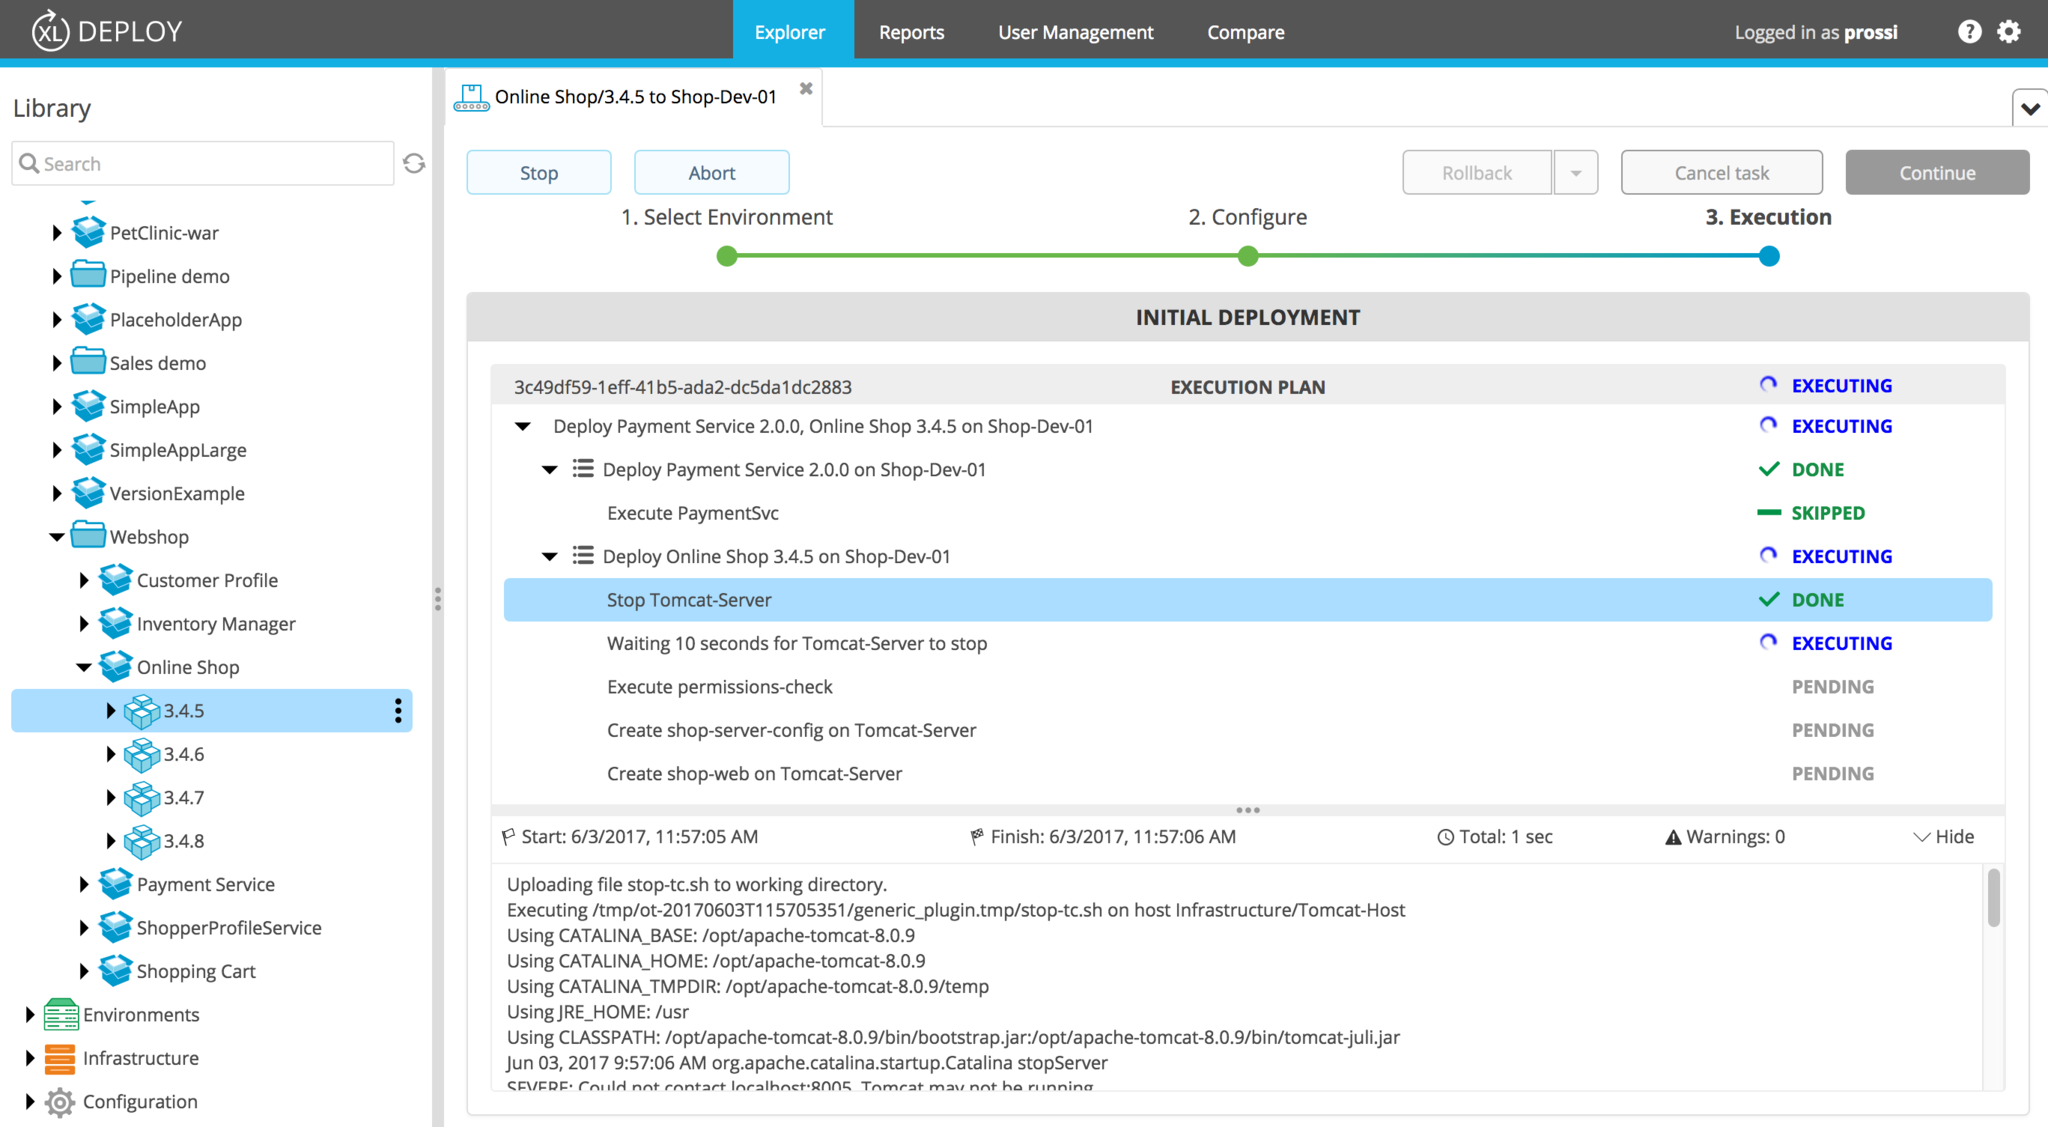 XL DEPLOY
Explorer
Reports
User Management
Compare
Logged in as prossi
?
Library
Search
PetClinic-war
Pipeline demo
PlaceholderApp
Sales demo
SimpleApp
SimpleAppLarge
VersionExample
Webshop
Customer Profile
Inventory Manager
Online Shop
3.4.5
3.4.6
3.4.7
3.4.8
Payment Service
ShopperProfileService
Shopping Cart
Environments
Infrastructure
Configuration
Online Shop/3.4.5 to Shop-Dev-01
Stop
Abort
Rollback
Cancel task
Continue
1. Select Environment
2. Configure
3. Execution
INITIAL DEPLOYMENT
3c49df59-1eff-41b5-ada2-dc5da1dc2883 EXECUTION PLAN EXECUTING
Deploy Payment Service 2.0.0, Online Shop 3.4.5 on Shop-Dev-01 EXECUTING
Deploy Payment Service 2.0.0 on Shop-Dev-01 DONE
Execute PaymentSvc SKIPPED
Deploy Online Shop 3.4.5 on Shop-Dev-01 EXECUTING
Stop Tomcat-Server DONE
Waiting 10 seconds for Tomcat-Server to stop EXECUTING
Execute permissions-check PENDING
Create shop-server-config on Tomcat-Server PENDING
Create shop-web on Tomcat-Server PENDING
Start: 6/3/2017, 11:57:05 AM Finish: 6/3/2017, 11:57:06 AM Total: 1 sec Warnings: 0 Hide
Uploading file stop-tc.sh to working directory.
Executing /tmp/ot-20170603T115705351/generic_plugin.tmp/stop-tc.sh on host Infrastructure/Tomcat-Host
Using CATALINA_BASE: /opt/apache-tomcat-8.0.9
Using CATALINA_HOME: /opt/apache-tomcat-8.0.9
Using CATALINA_TMPDIR: /opt/apache-tomcat-8.0.9/temp
Using JRE_HOME: /usr
Using CLASSPATH: /opt/apache-tomcat-8.0.9/bin/bootstrap.jar:/opt/apache-tomcat-8.0.9/bin/tomcat-juli.jar
Jun 03, 2017 9:57:06 AM org.apache.catalina.startup.Catalina stopServer
SEVERE: Could not contact localhost:8005. Tomcat may not be running.